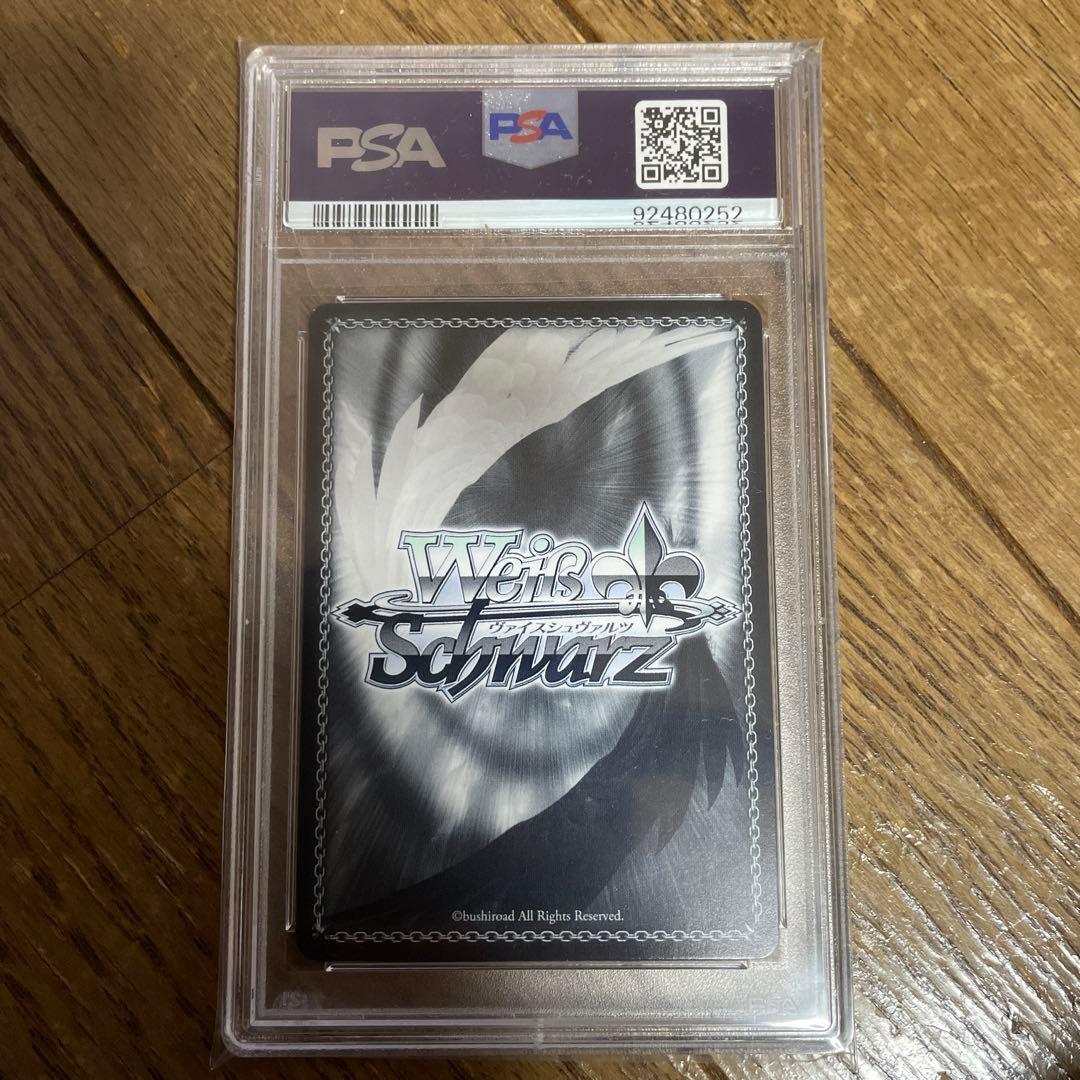 PSA
PSA
92480252
Weiß
ヴァイスシュヴァルツ
Schwarz
©bushiroad All Rights Reserved.
PSA